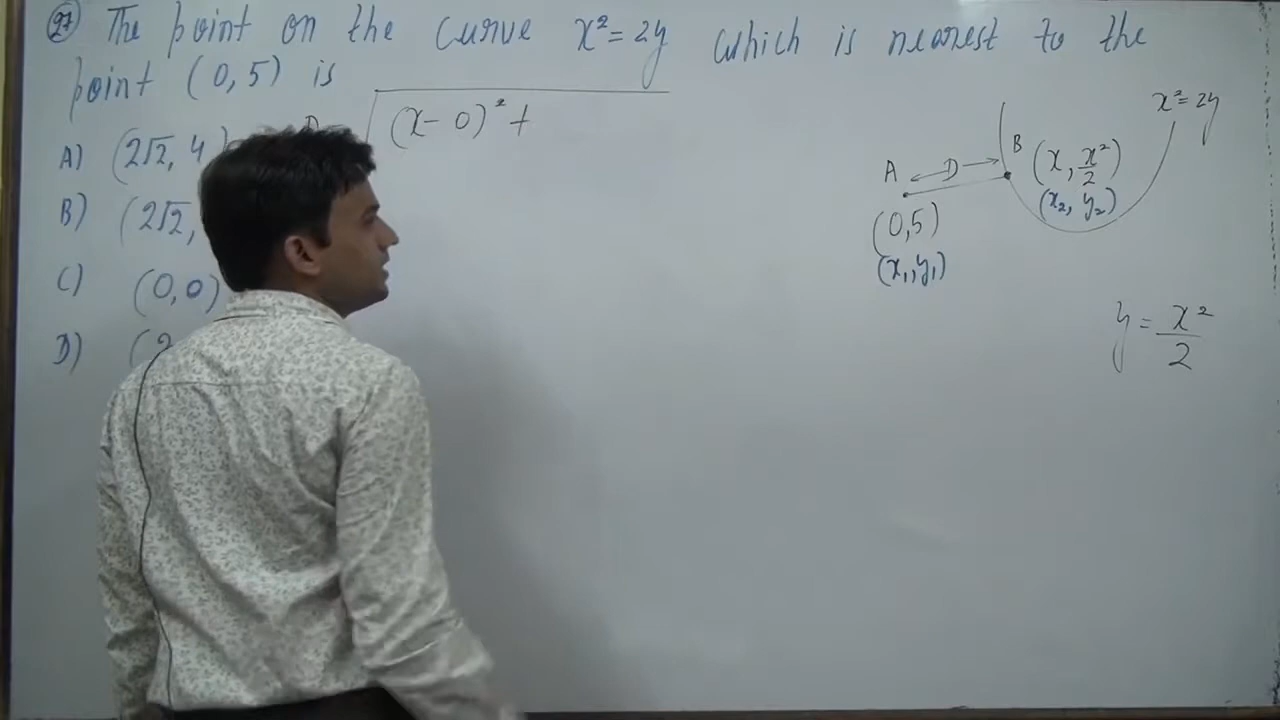 27 The point on the curve x² = 2y which is nearest to the
point (0, 5) is
(x - 0)² +
A) (2√2, 4
B) (2√2,
C) (0, 0)
D) (2
x² = 2y
A D B (x, x²/2)
(x₂, y₂)
(0,5)
(x₁, y₁)
y = x²/2